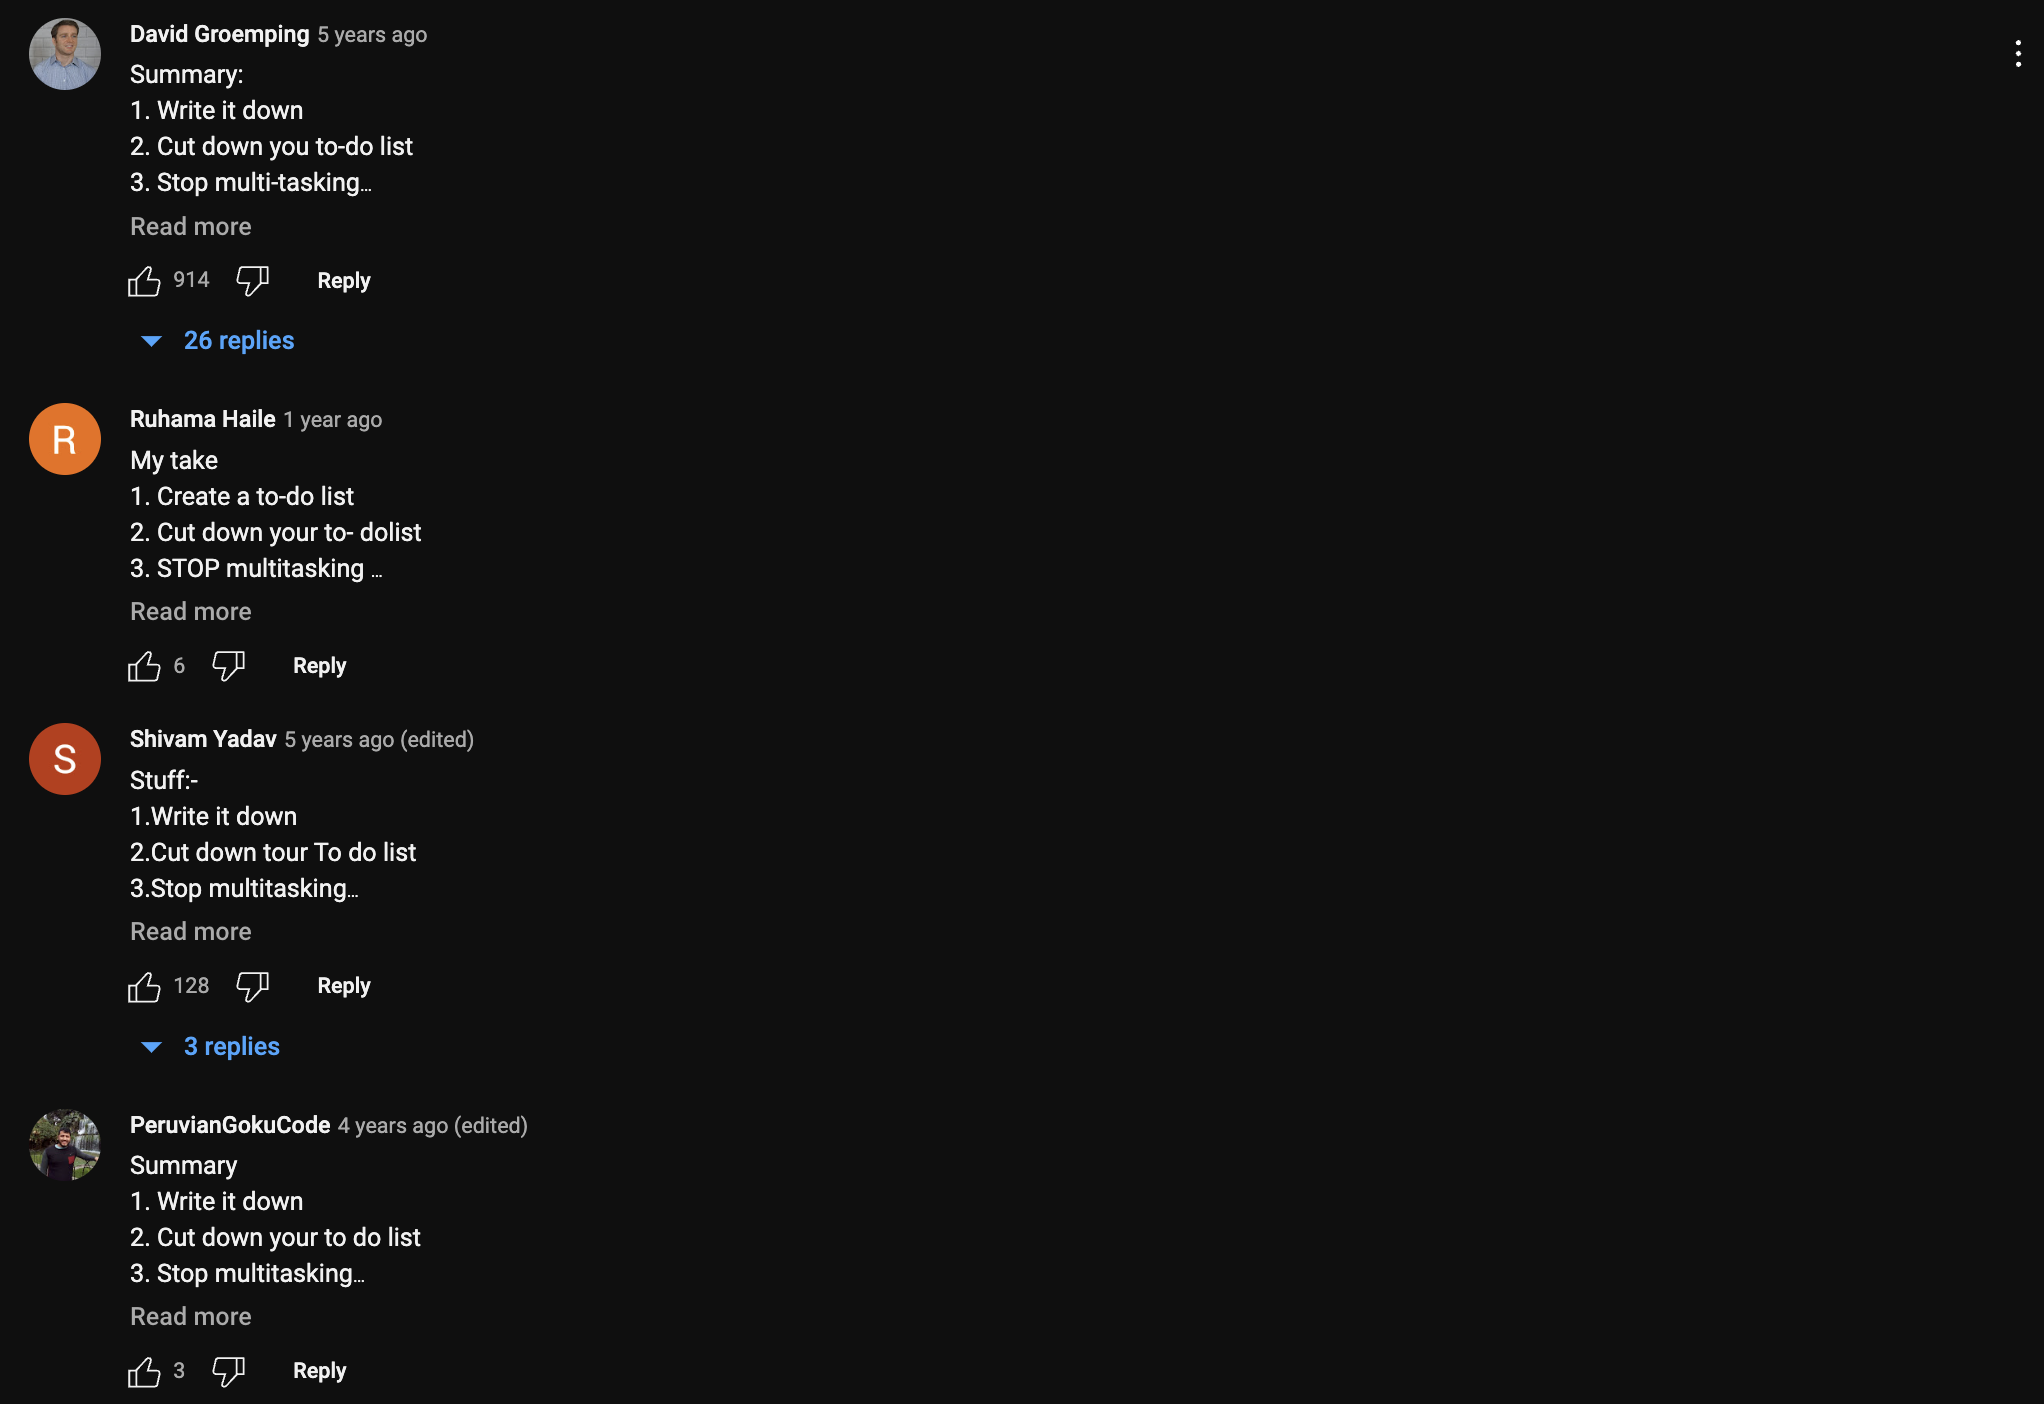 David Groemping 5 years ago
Summary:
1. Write it down
2. Cut down you to-do list
3. Stop multi-tasking...
Read more
914 Reply
26 replies
R
Ruhama Haile 1 year ago
My take
1. Create a to-do list
2. Cut down your to- dolist
3. STOP multitasking ...
Read more
6 Reply
S
Shivam Yadav 5 years ago (edited)
Stuff:-
1.Write it down
2.Cut down tour To do list
3.Stop multitasking...
Read more
128 Reply
3 replies
PeruvianGokuCode 4 years ago (edited)
Summary
1. Write it down
2. Cut down your to do list
3. Stop multitasking...
Read more
3 Reply